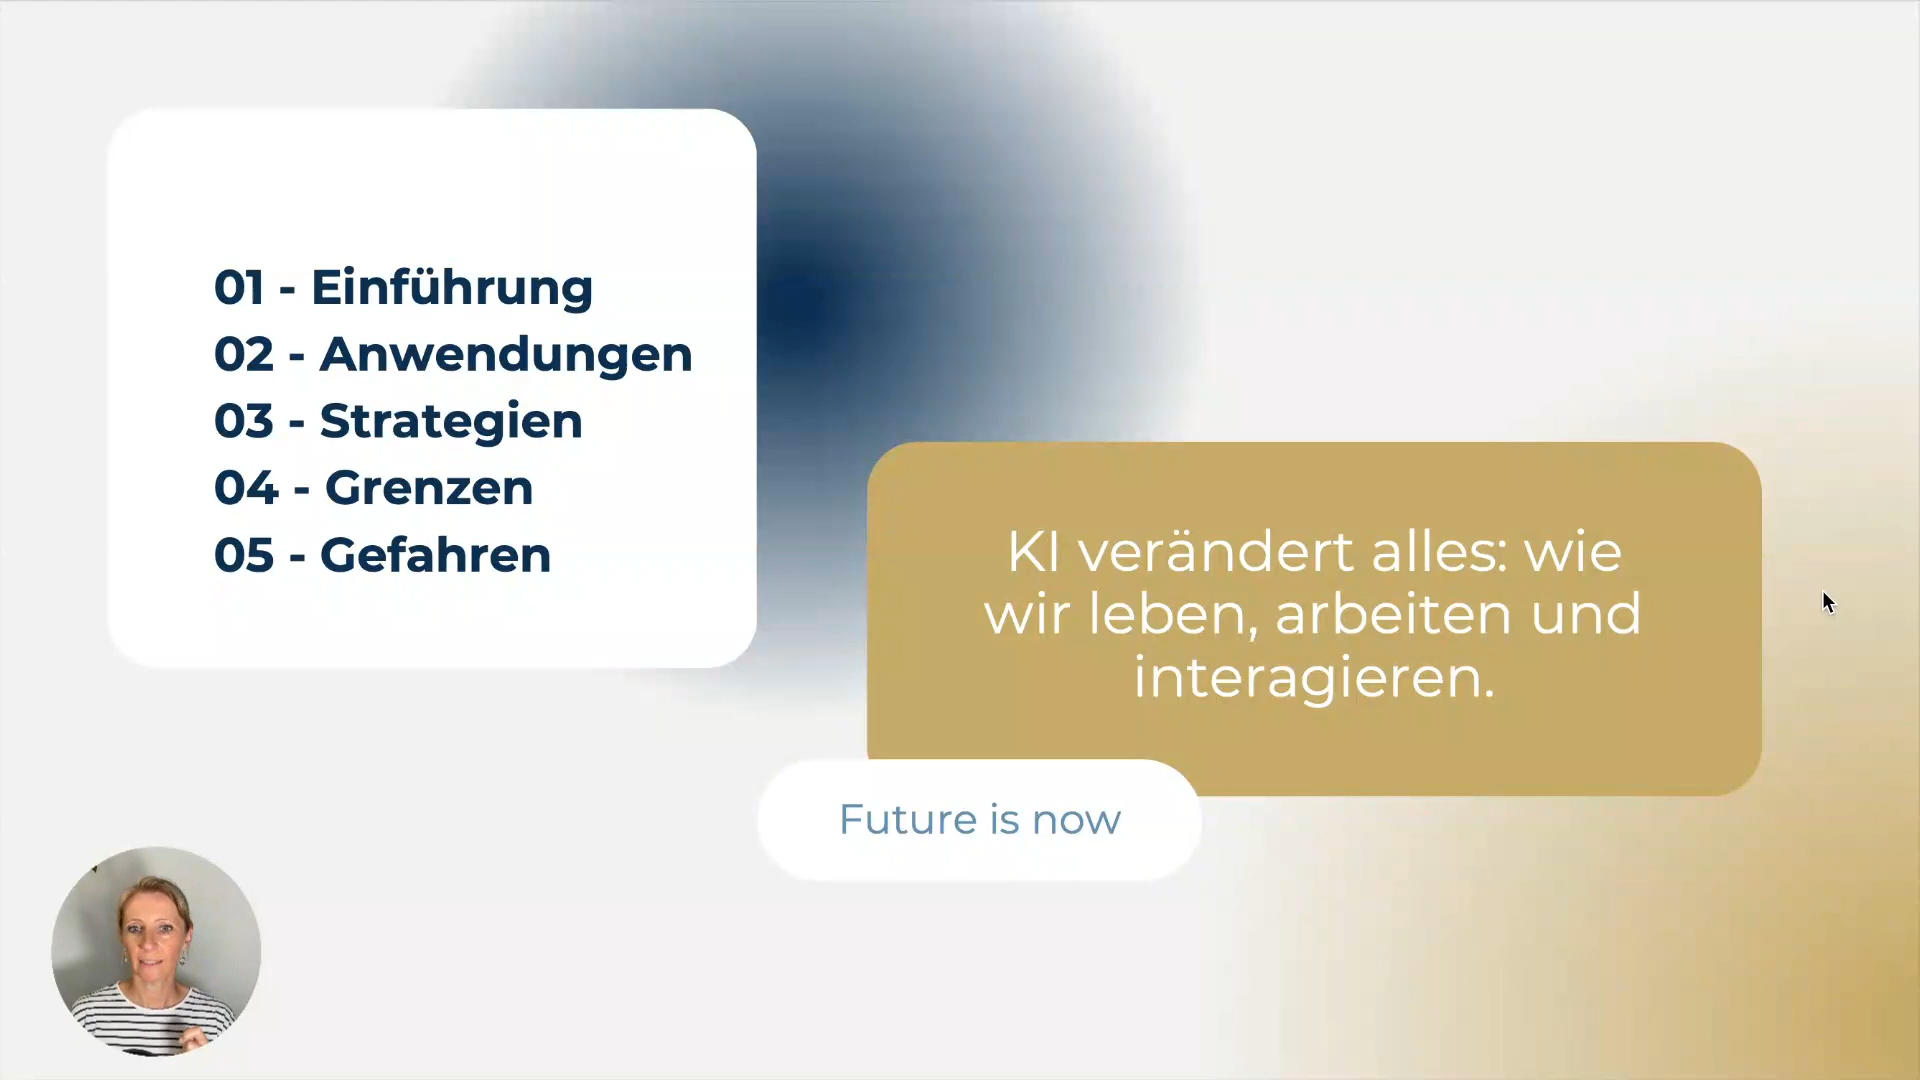 01 - Einführung
02 - Anwendungen
03 - Strategien
04 - Grenzen
05 - Gefahren
KI verändert alles: wie
wir leben, arbeiten und
interagieren.
Future is now